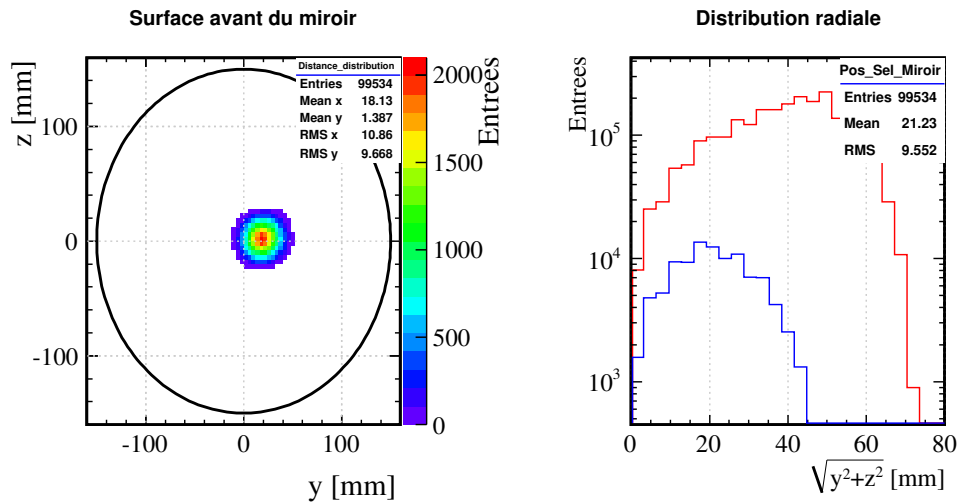 Surface avant du miroir
z [mm]
100
0
-100
-100
0
100
y [mm]
Distance_distribution
Entries 99534
Mean x 18.13
Mean y 1.387
RMS x 10.86
RMS y 9.668
Entrees
2000
1500
1000
500
0
Distribution radiale
Entrees
10^5
10^4
10^3
0
20
40
60
80
√y²+z² [mm]
Pos_Sel_Miroir
Entries 99534
Mean 21.23
RMS 9.552